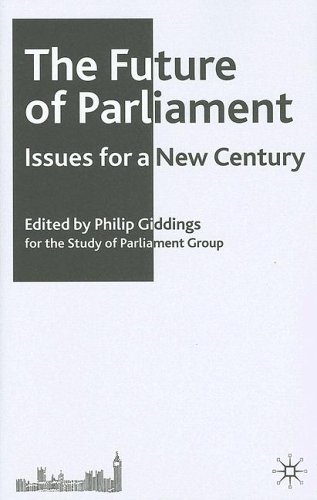 The Future
of Parliament
Issues for a New Century
Edited by Philip Giddings
for the Study of Parliament Group